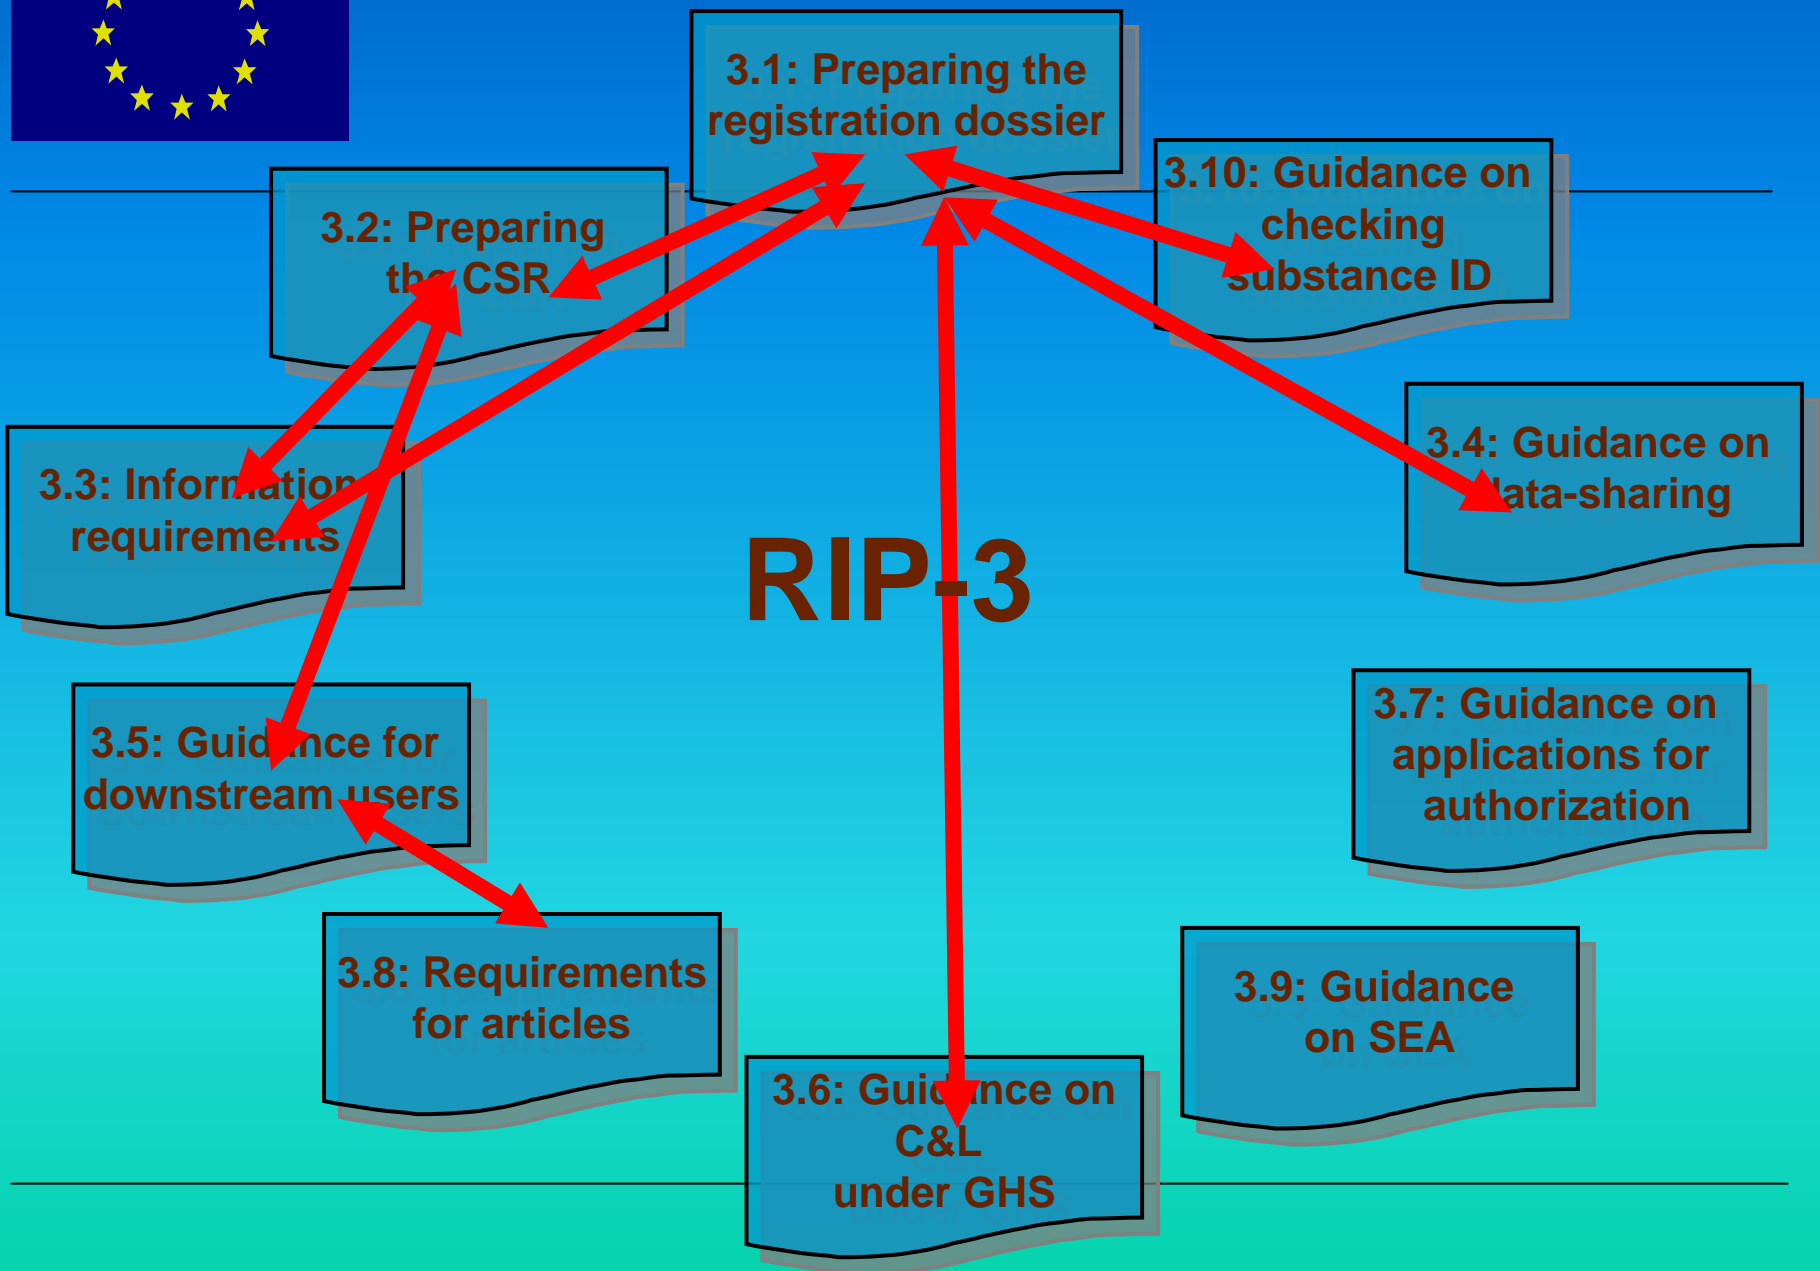 3.1: Preparing the
registration dossier
3.10: Guidance on
checking
substance ID
3.2: Preparing
the CSR
3.4: Guidance on
data-sharing
3.3: Information
requirements
RIP-3
3.7: Guidance on
applications for
authorization
3.5: Guidance for
downstream users
3.8: Requirements
for articles
3.9: Guidance
on SEA
3.6: Guidance on
C&L
under GHS